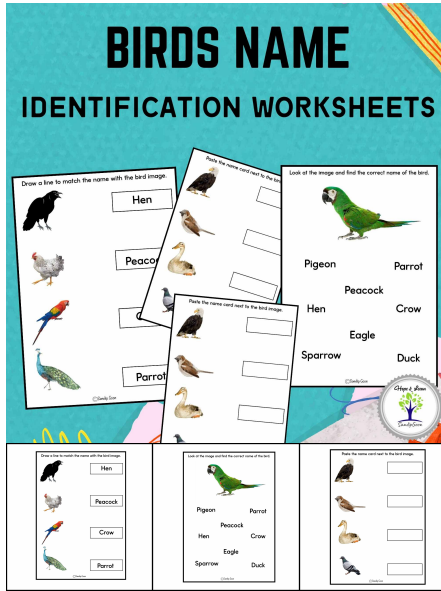 BIRDS NAME
IDENTIFICATION WORKSHEETS
Draw a line to match the name with the bird image.
Hen
Peacoc
Parrot
Paste the name card next to the bird
Paste the name card next to the bird image.
Look at the image and find the correct name of the bird.
Pigeon
Parrot
Peacock
Hen
Crow
Eagle
Sparrow
Duck
Hope & Soon
Draw a line to match the name with the bird image.
Hen
Peacock
Crow
Parrot
Look at the image and find the correct name of the bird.
Pigeon
Parrot
Peacock
Hen
Crow
Eagle
Sparrow
Duck
Paste the name card next to the bird image.